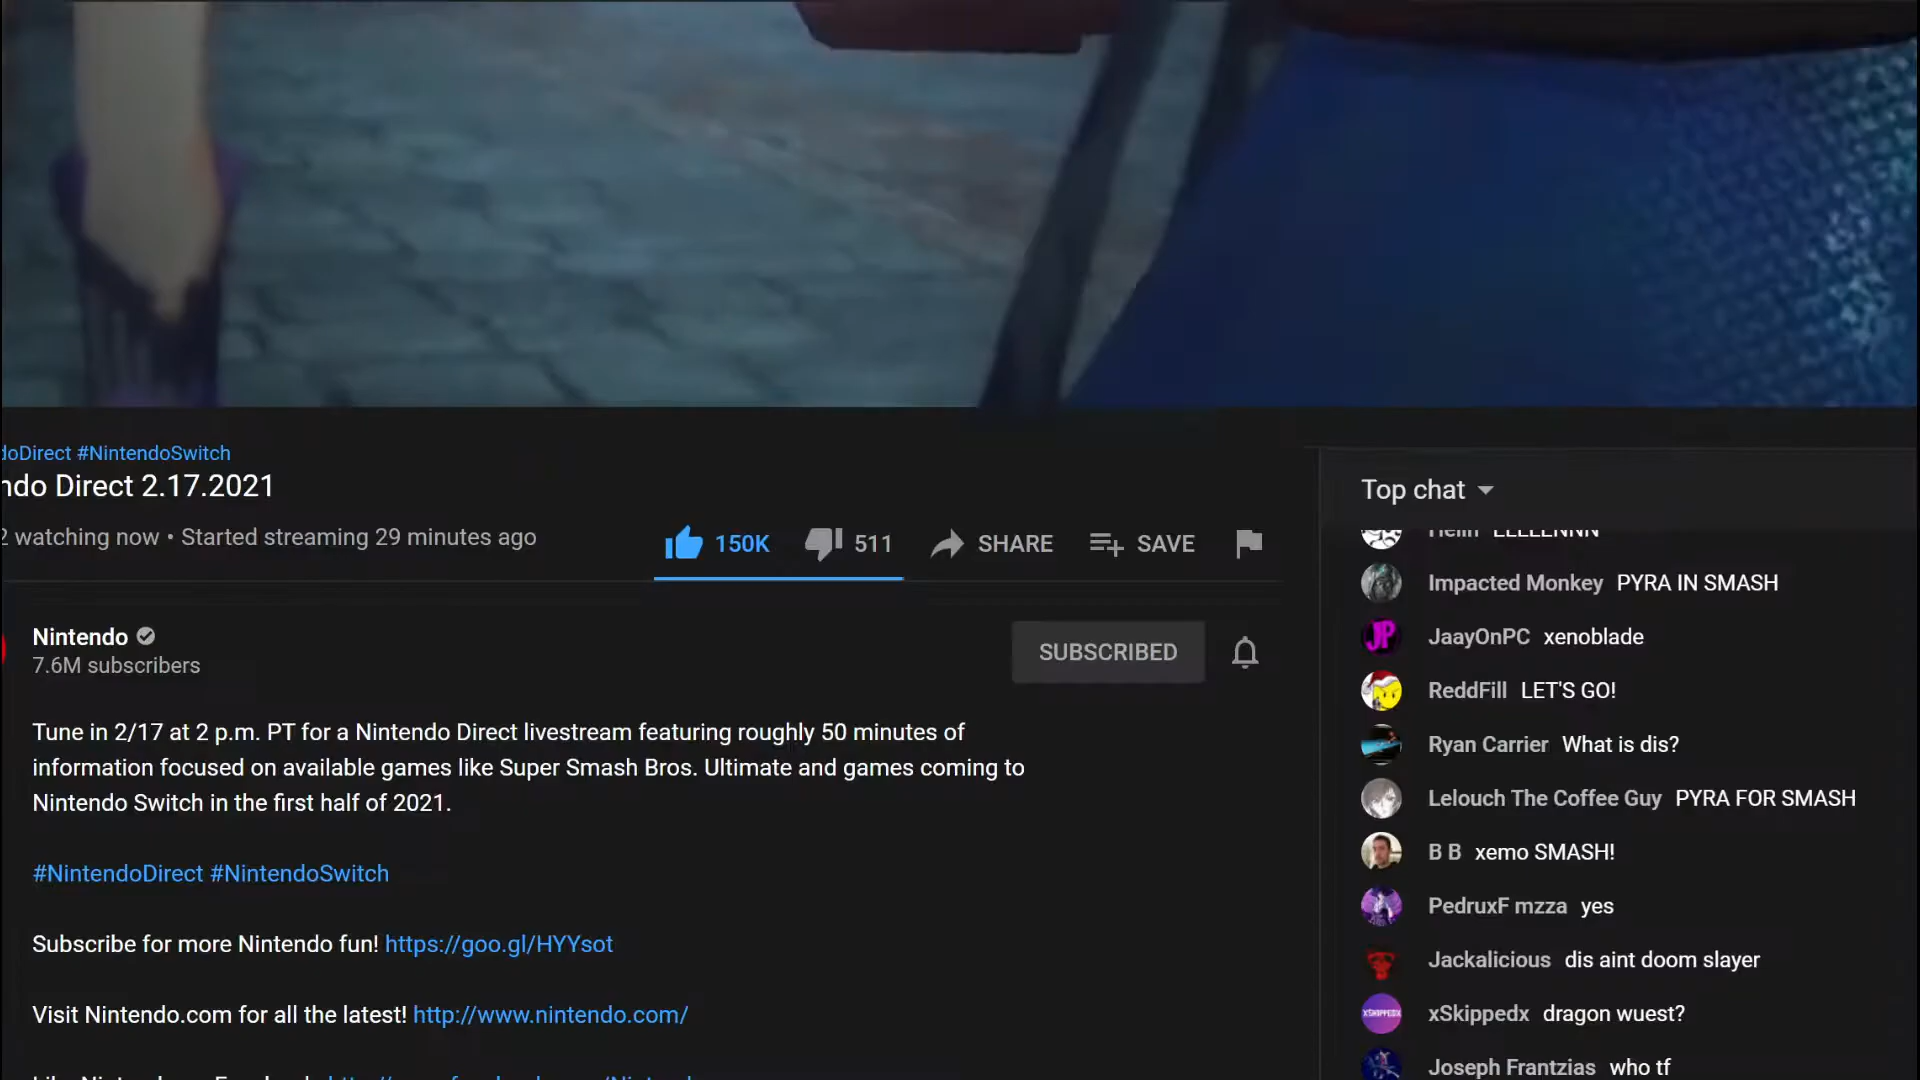 doDirect #NintendoSwitch
ndo Direct 2.17.2021
2 watching now • Started streaming 29 minutes ago
150K
511
SHARE
SAVE
Nintendo
7.6M subscribers
SUBSCRIBED
Tune in 2/17 at 2 p.m. PT for a Nintendo Direct livestream featuring roughly 50 minutes of
information focused on available games like Super Smash Bros. Ultimate and games coming to
Nintendo Switch in the first half of 2021.
#NintendoDirect #NintendoSwitch
Subscribe for more Nintendo fun! https://goo.gl/HYYsot
Visit Nintendo.com for all the latest! http://www.nintendo.com/
Top chat
Impacted Monkey PYRA IN SMASH
JP
JaayOnPC xenoblade
ReddFill LET'S GO!
Ryan Carrier What is dis?
Lelouch The Coffee Guy PYRA FOR SMASH
B B xemo SMASH!
PedruxF mzza yes
Jackalicious dis aint doom slayer
XSKIPPEDX
xSkippedx dragon wuest?
Joseph Frantzias who tf